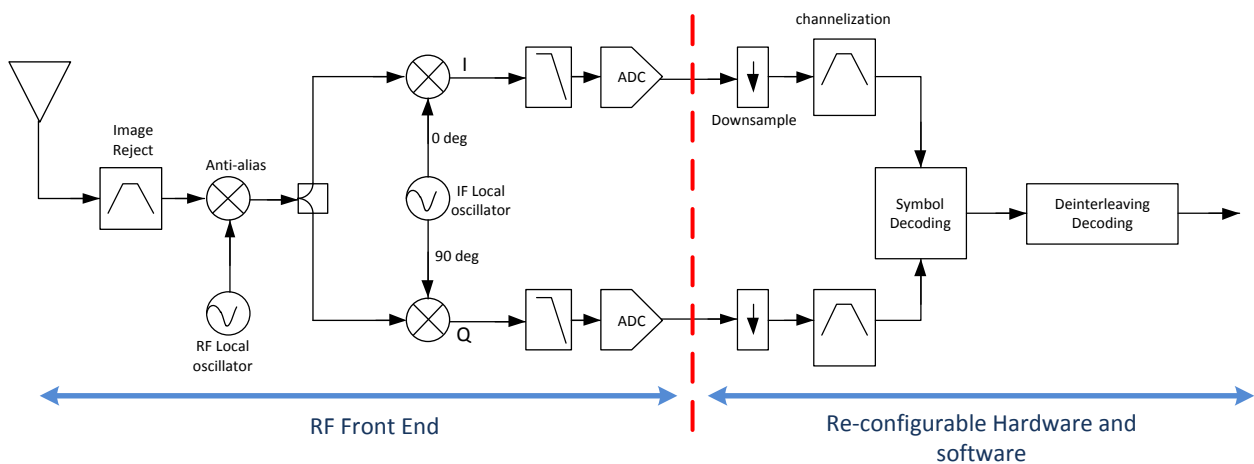 channelization
I
ADC
Downsample
0 deg
Image
Reject
Anti-alias
IF Local
oscillator
Symbol
Decoding
Deinterleaving
Decoding
90 deg
RF Local
oscillator
Q
ADC
RF Front End
Re-configurable Hardware and
software